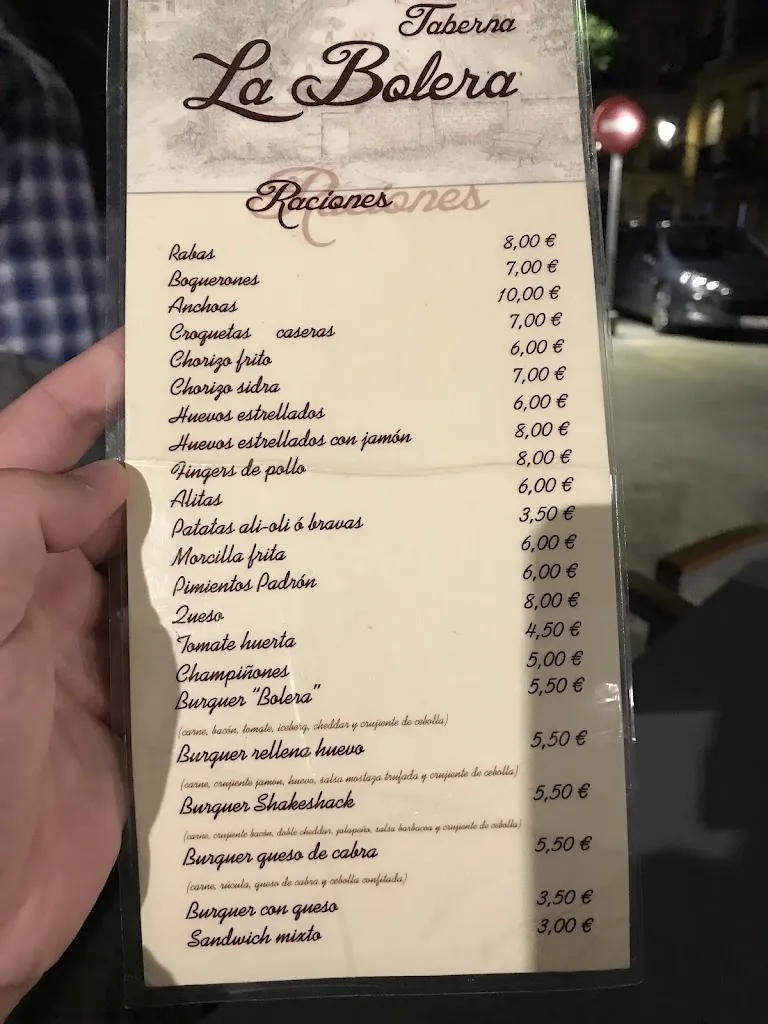 Taberna
La Bolera
Raciones
Rabas 8,00 €
Boquerones 7,00 €
Anchoas 10,00 €
Croquetas caseras 7,00 €
Chorizo frito 6,00 €
Chorizo sidra 7,00 €
Huevos estrellados 6,00 €
Huevos estrellados con jamón 8,00 €
Fingers de pollo 8,00 €
Alitas 6,00 €
Patatas ali-oli ó bravas 3,50 €
Morcilla frita 6,00 €
Pimientos Padrón 6,00 €
Queso 8,00 €
Tomate huerta 4,50 €
Champiñones 5,00 €
Burguer "Bolera" 5,50 €
(carne, bacón, tomate, iceberg, cheddar y crujiente de cebolla)
Burguer rellena huevo 5,50 €
(carne, crujiente jamón, huevo, salsa mostaza trufada y crujiente de cebolla)
Burguer Shakeshack 5,50 €
(carne, crujiente bacón, doble cheddar, jalapeño, salsa barbacoa y crujiente de cebolla)
Burguer queso de cabra 5,50 €
(carne, rúcula, queso de cabra y cebolla confitada)
Burguer con queso 3,50 €
Sandwich mixto 3,00 €